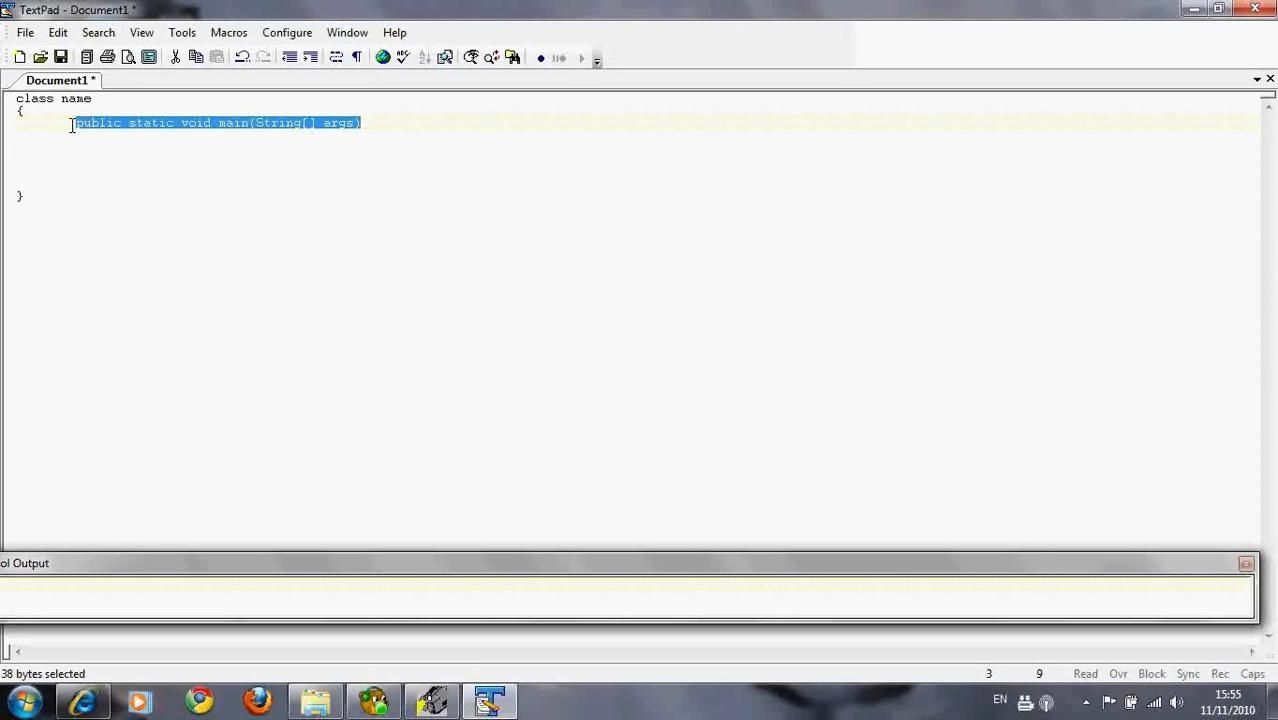 TextPad - Document1 *
File Edit Search View Tools Macros Configure Window Help
Document1 *
class name
{
public static void main(String[] args)
}
ol Output
38 bytes selected 3 9 Read Ovr Block Sync Rec Caps
EN 15:55
11/11/2010